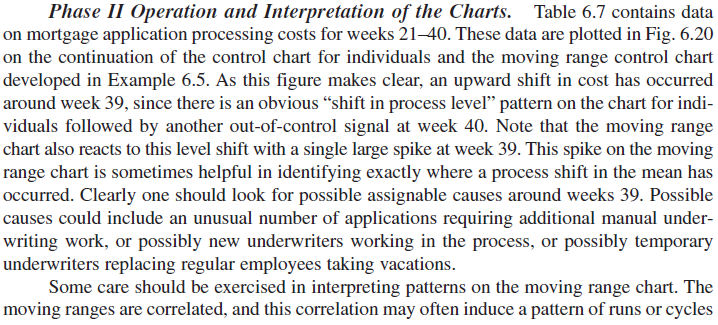 Phase II Operation and Interpretation of the Charts. Table 6.7 contains data
on mortgage application processing costs for weeks 21–40. These data are plotted in Fig. 6.20
on the continuation of the control chart for individuals and the moving range control chart
developed in Example 6.5. As this figure makes clear, an upward shift in cost has occurred
around week 39, since there is an obvious “shift in process level” pattern on the chart for indi-
viduals followed by another out-of-control signal at week 40. Note that the moving range
chart also reacts to this level shift with a single large spike at week 39. This spike on the moving
range chart is sometimes helpful in identifying exactly where a process shift in the mean has
occurred. Clearly one should look for possible assignable causes around weeks 39. Possible
causes could include an unusual number of applications requiring additional manual under-
writing work, or possibly new underwriters working in the process, or possibly temporary
underwriters replacing regular employees taking vacations.
Some care should be exercised in interpreting patterns on the moving range chart. The
moving ranges are correlated, and this correlation may often induce a pattern of runs or cycles